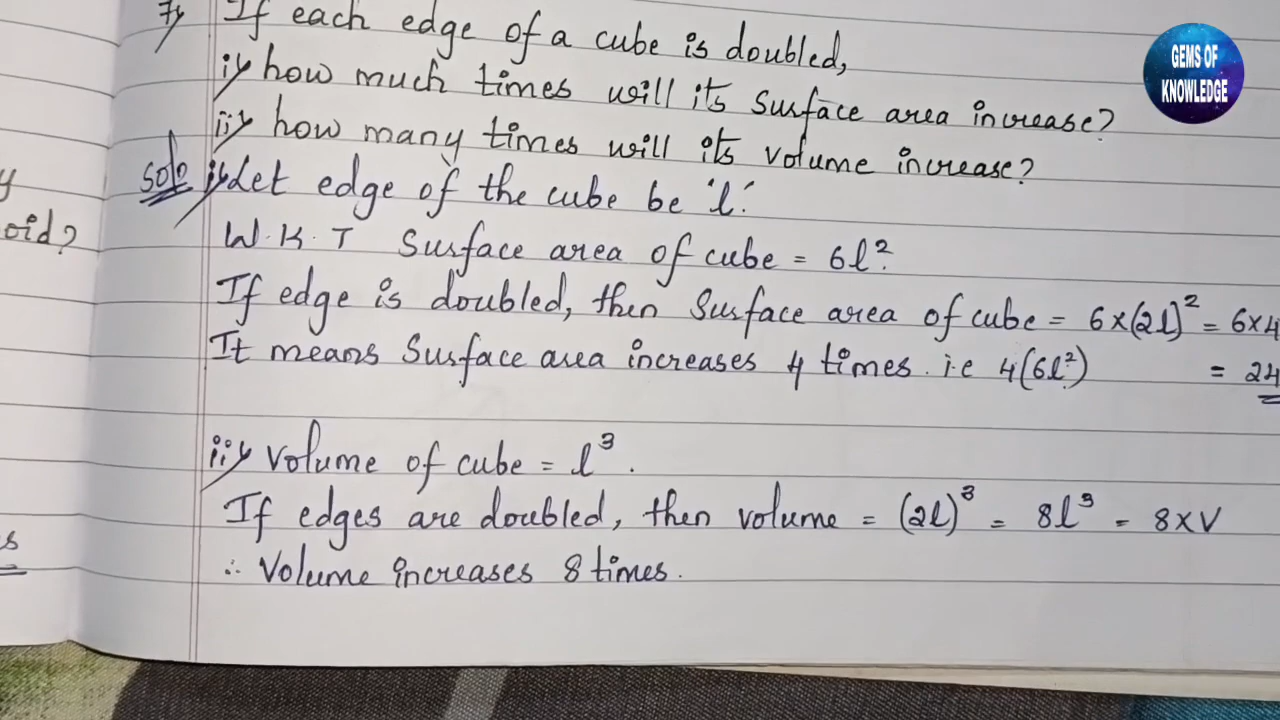 7) If each edge of a cube is doubled,
i) how much times will its surface area increase?
ii) how many times will its volume increase?
Soln i) Let edge of the cube be 'l'.
W.K.T Surface area of cube = 6l².
If edge is doubled, then Surface area of cube = 6×(2l)² = 6×4
It means Surface area increases 4 times. i.e 4(6l²) = 24
ii) Volume of cube = l³.
If edges are doubled, then volume = (2l)³ = 8l³ = 8×V
∴ Volume increases 8 times.
y
oid?
s
GEMS OF
KNOWLEDGE